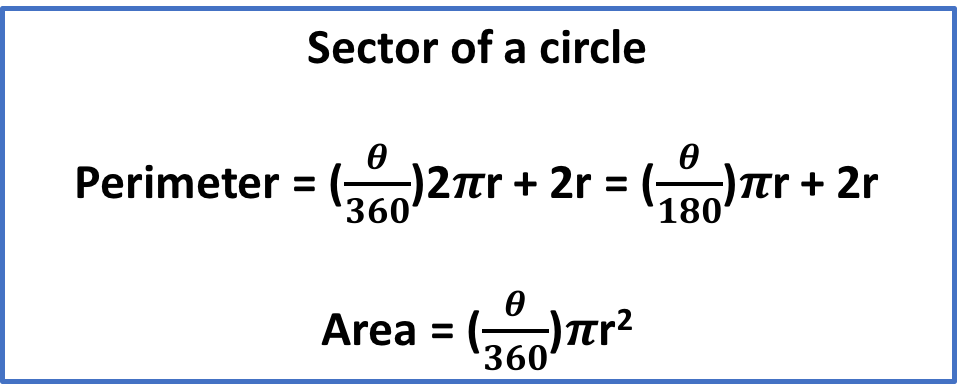 Sector of a circle
Perimeter = (θ/360)2πr + 2r = (θ/180)πr + 2r
Area = (θ/360)πr²